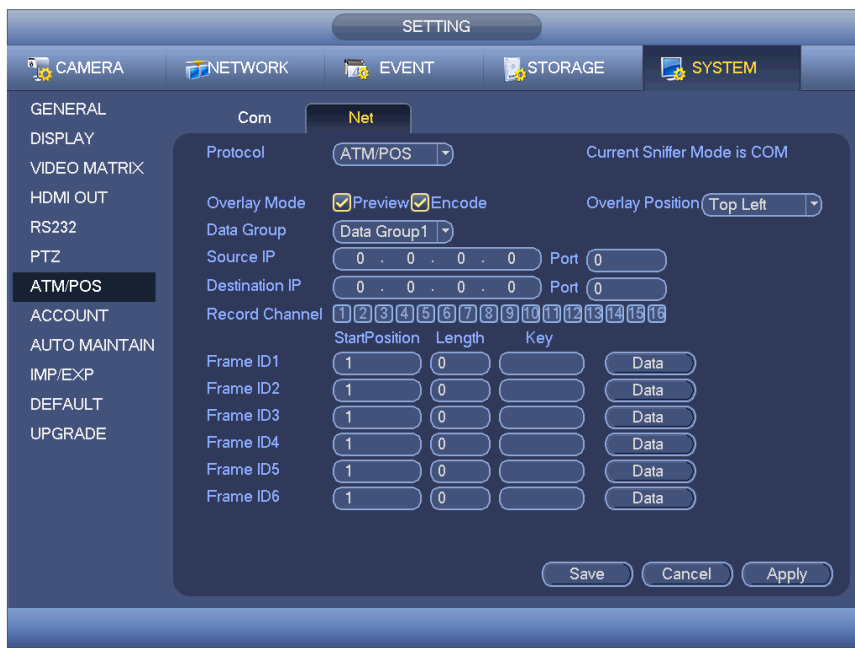 SETTING
CAMERA NETWORK EVENT STORAGE SYSTEM
GENERAL
DISPLAY
VIDEO MATRIX
HDMI OUT
RS232
PTZ
ATM/POS
ACCOUNT
AUTO MAINTAIN
IMP/EXP
DEFAULT
UPGRADE
Com Net
Protocol ATM/POS Current Sniffer Mode is COM
Overlay Mode Preview Encode Overlay Position Top Left
Data Group Data Group1
Source IP 0 . 0 . 0 . 0 Port 0
Destination IP 0 . 0 . 0 . 0 Port 0
Record Channel 1 2 3 4 5 6 7 8 9 10 11 12 13 14 15 16
StartPosition Length Key
Frame ID1 1 0 Data
Frame ID2 1 0 Data
Frame ID3 1 0 Data
Frame ID4 1 0 Data
Frame ID5 1 0 Data
Frame ID6 1 0 Data
Save Cancel Apply